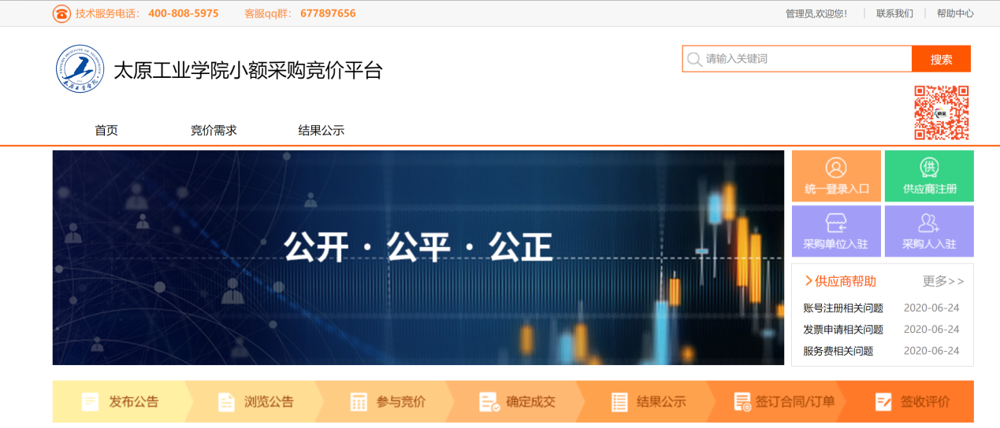 技术服务电话： 400-808-5975 客服qq群： 677897656 管理员,欢迎您! 联系我们 帮助中心
太原工业学院小额采购竞价平台
请输入关键词 搜索
首页 竞价需求 结果公示
公开·公平·公正
统一登录入口 供应商注册
采购单位入驻 采购人入驻
供应商帮助 更多>>
账号注册相关问题 2020-06-24
发票申请相关问题 2020-06-24
服务费相关问题 2020-06-24
发布公告 浏览公告 参与竞价 确定成交 结果公示 签订合同/订单 签收评价